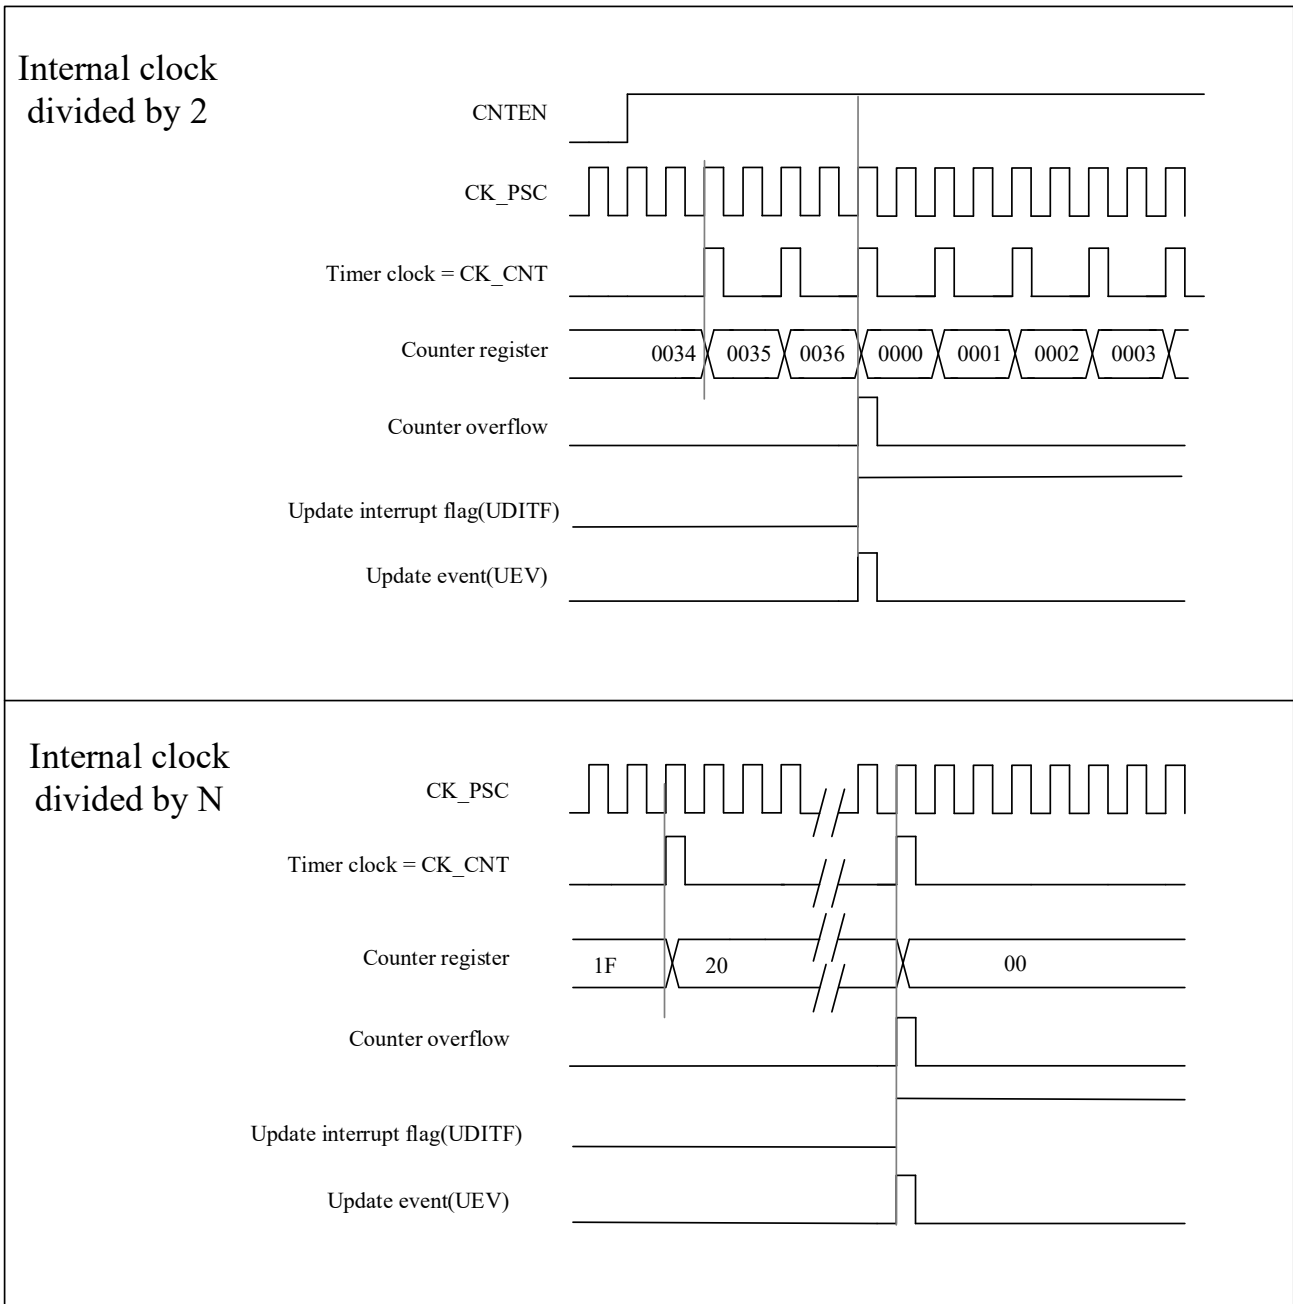 Internal clock
divided by 2
CNTEN
CK_PSC
Timer clock = CK_CNT
Counter register
0034 0035 0036 0000 0001 0002 0003
Counter overflow
Update interrupt flag(UDITF)
Update event(UEV)
Internal clock
divided by N
CK_PSC
Timer clock = CK_CNT
Counter register
1F 20 00
Counter overflow
Update interrupt flag(UDITF)
Update event(UEV)